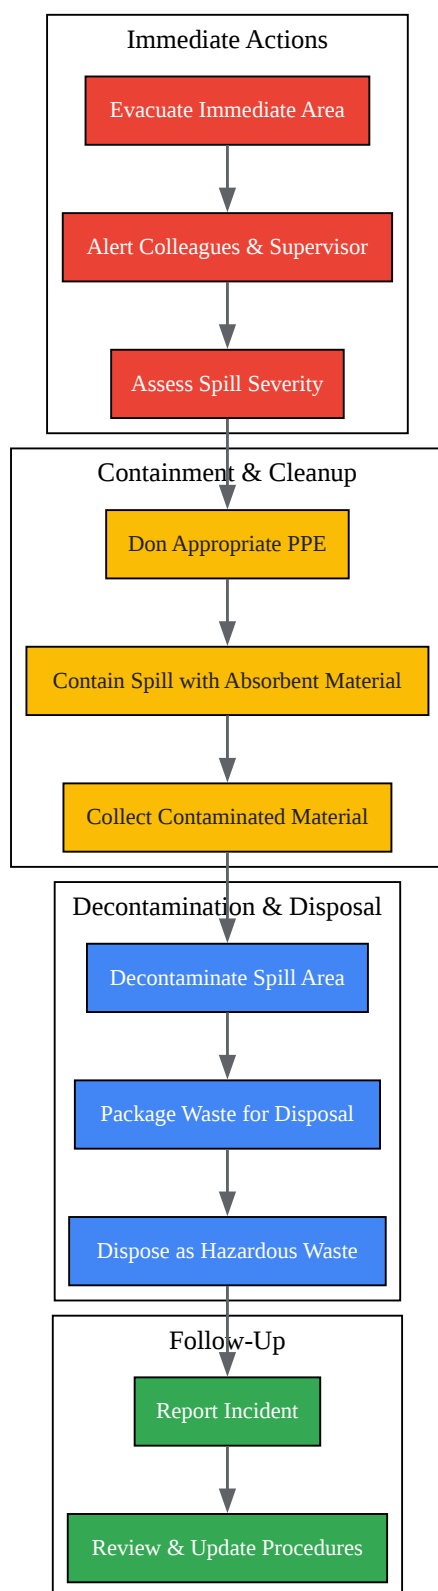 Immediate Actions
Evacuate Immediate Area
Alert Colleagues & Supervisor
Assess Spill Severity
Containment & Cleanup
Don Appropriate PPE
Contain Spill with Absorbent Material
Collect Contaminated Material
Decontamination & Disposal
Decontaminate Spill Area
Package Waste for Disposal
Dispose as Hazardous Waste
Follow-Up
Report Incident
Review & Update Procedures